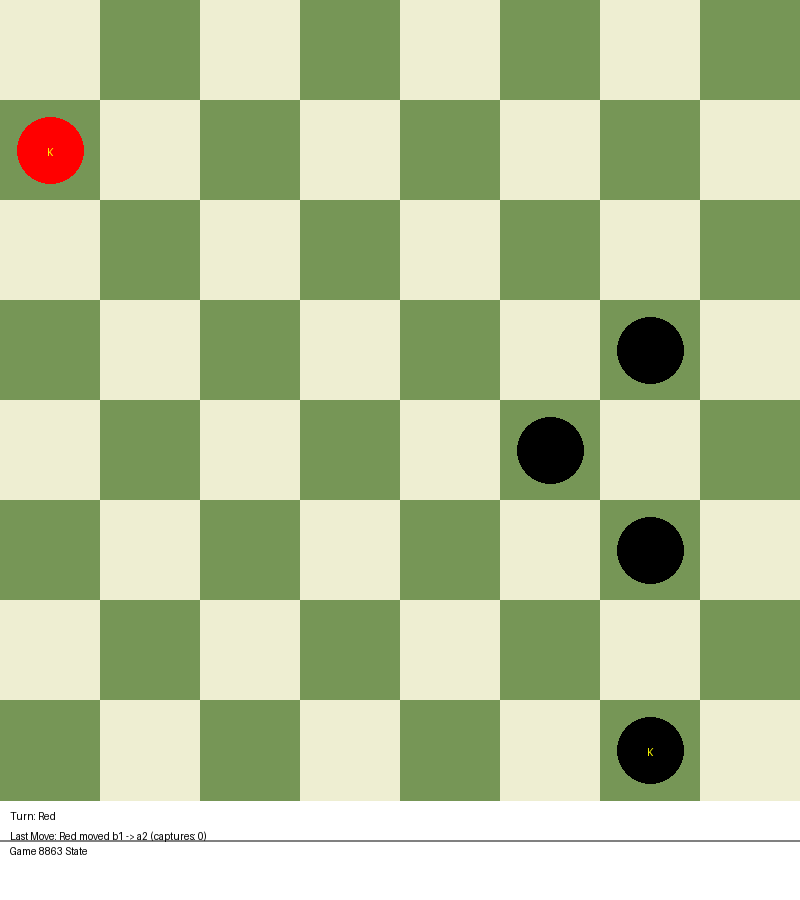 K
K
Turn: Red
Last Move: Red moved b1 -> a2 (captures: 0)
Game 8863 State